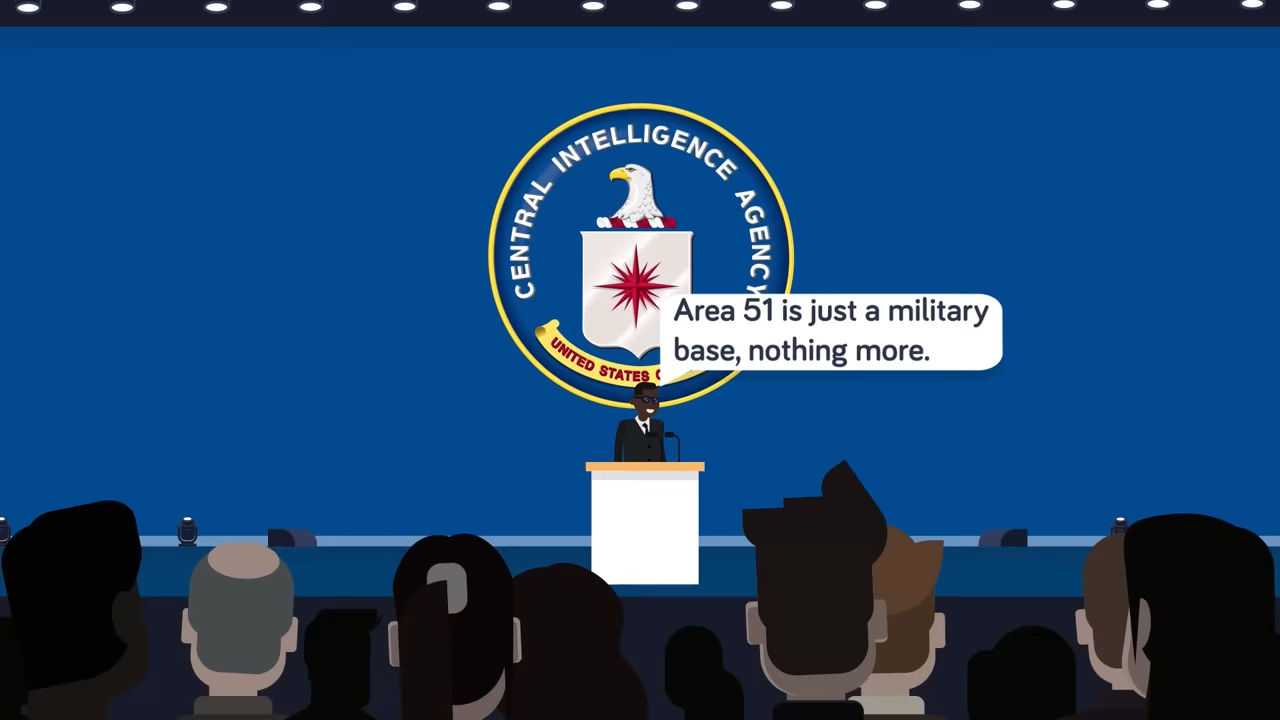 CENTRAL INTELLIGENCE AGENCY
Area 51 is just a military
base, nothing more.
UNITED STATES